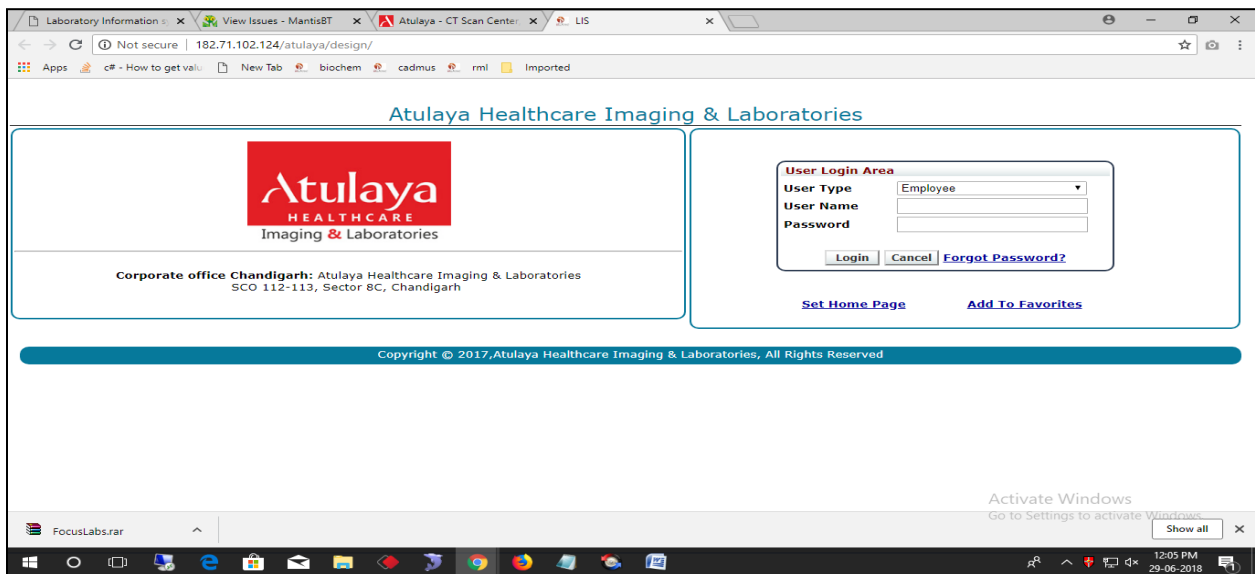 Laboratory Information s
View Issues - MantisBT
Atulaya - CT Scan Center
LIS
Not secure | 182.71.102.124/atulaya/design/
Apps c# - How to get valu New Tab biochem cadmus rml Imported
Atulaya Healthcare Imaging & Laboratories
Atulaya
HEALTHCARE
Imaging & Laboratories
Corporate office Chandigarh: Atulaya Healthcare Imaging & Laboratories
SCO 112-113, Sector 8C, Chandigarh
User Login Area
User Type Employee
User Name
Password
Login Cancel Forgot Password?
Set Home Page Add To Favorites
Copyright © 2017,Atulaya Healthcare Imaging & Laboratories, All Rights Reserved
Activate Windows
Go to Settings to activate Windows.
FocusLabs.rar
Show all
12:05 PM
29-06-2018